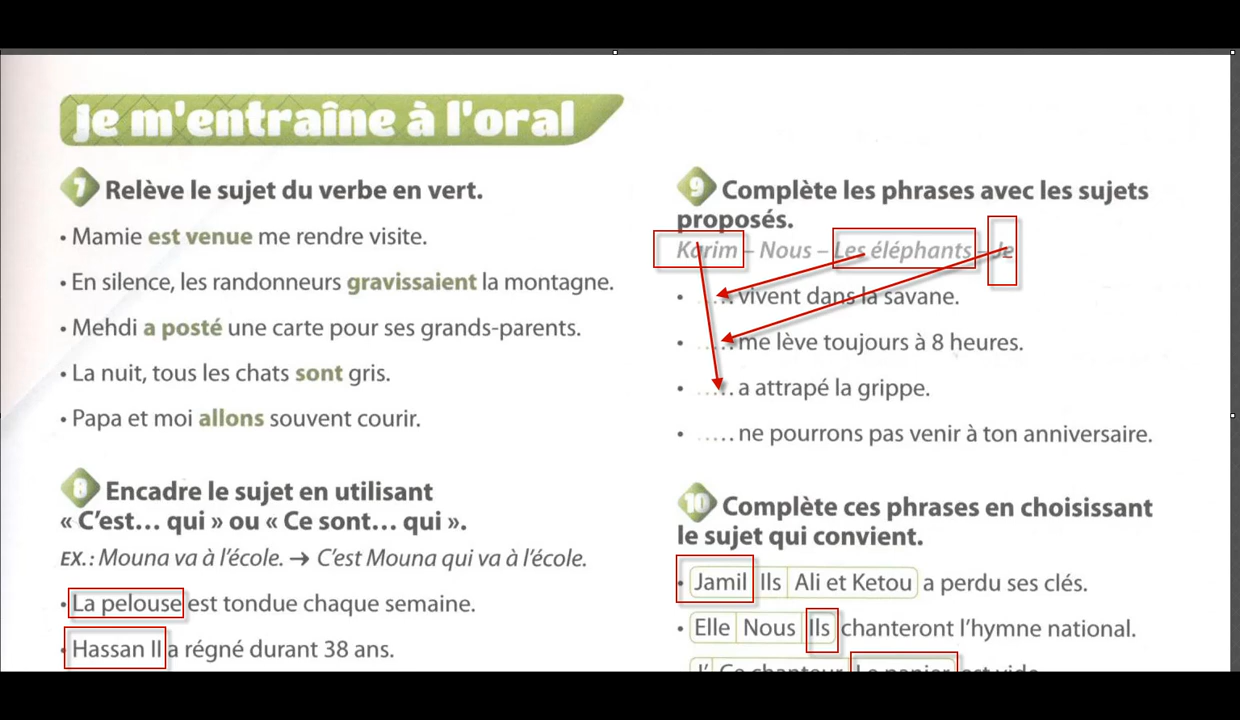 Je m'entraîne à l'oral
7 Relève le sujet du verbe en vert.
• Mamie est venue me rendre visite.
• En silence, les randonneurs gravissaient la montagne.
• Mehdi a posté une carte pour ses grands-parents.
• La nuit, tous les chats sont gris.
• Papa et moi allons souvent courir.
8 Encadre le sujet en utilisant
« C'est… qui » ou « Ce sont… qui ».
EX. : Mouna va à l'école. → C'est Mouna qui va à l'école.
• La pelouse est tondue chaque semaine.
• Hassan II a régné durant 38 ans.
9 Complète les phrases avec les sujets
proposés.
Karim – Nous – Les éléphants – Je
• ..... vivent dans la savane.
• ..... me lève toujours à 8 heures.
• ..... a attrapé la grippe.
• ..... ne pourrons pas venir à ton anniversaire.
10 Complète ces phrases en choisissant
le sujet qui convient.
• Jamil Ils Ali et Ketou a perdu ses clés.
• Elle Nous Ils chanteront l'hymne national.
J' Ce chanteur Le panier est vide.